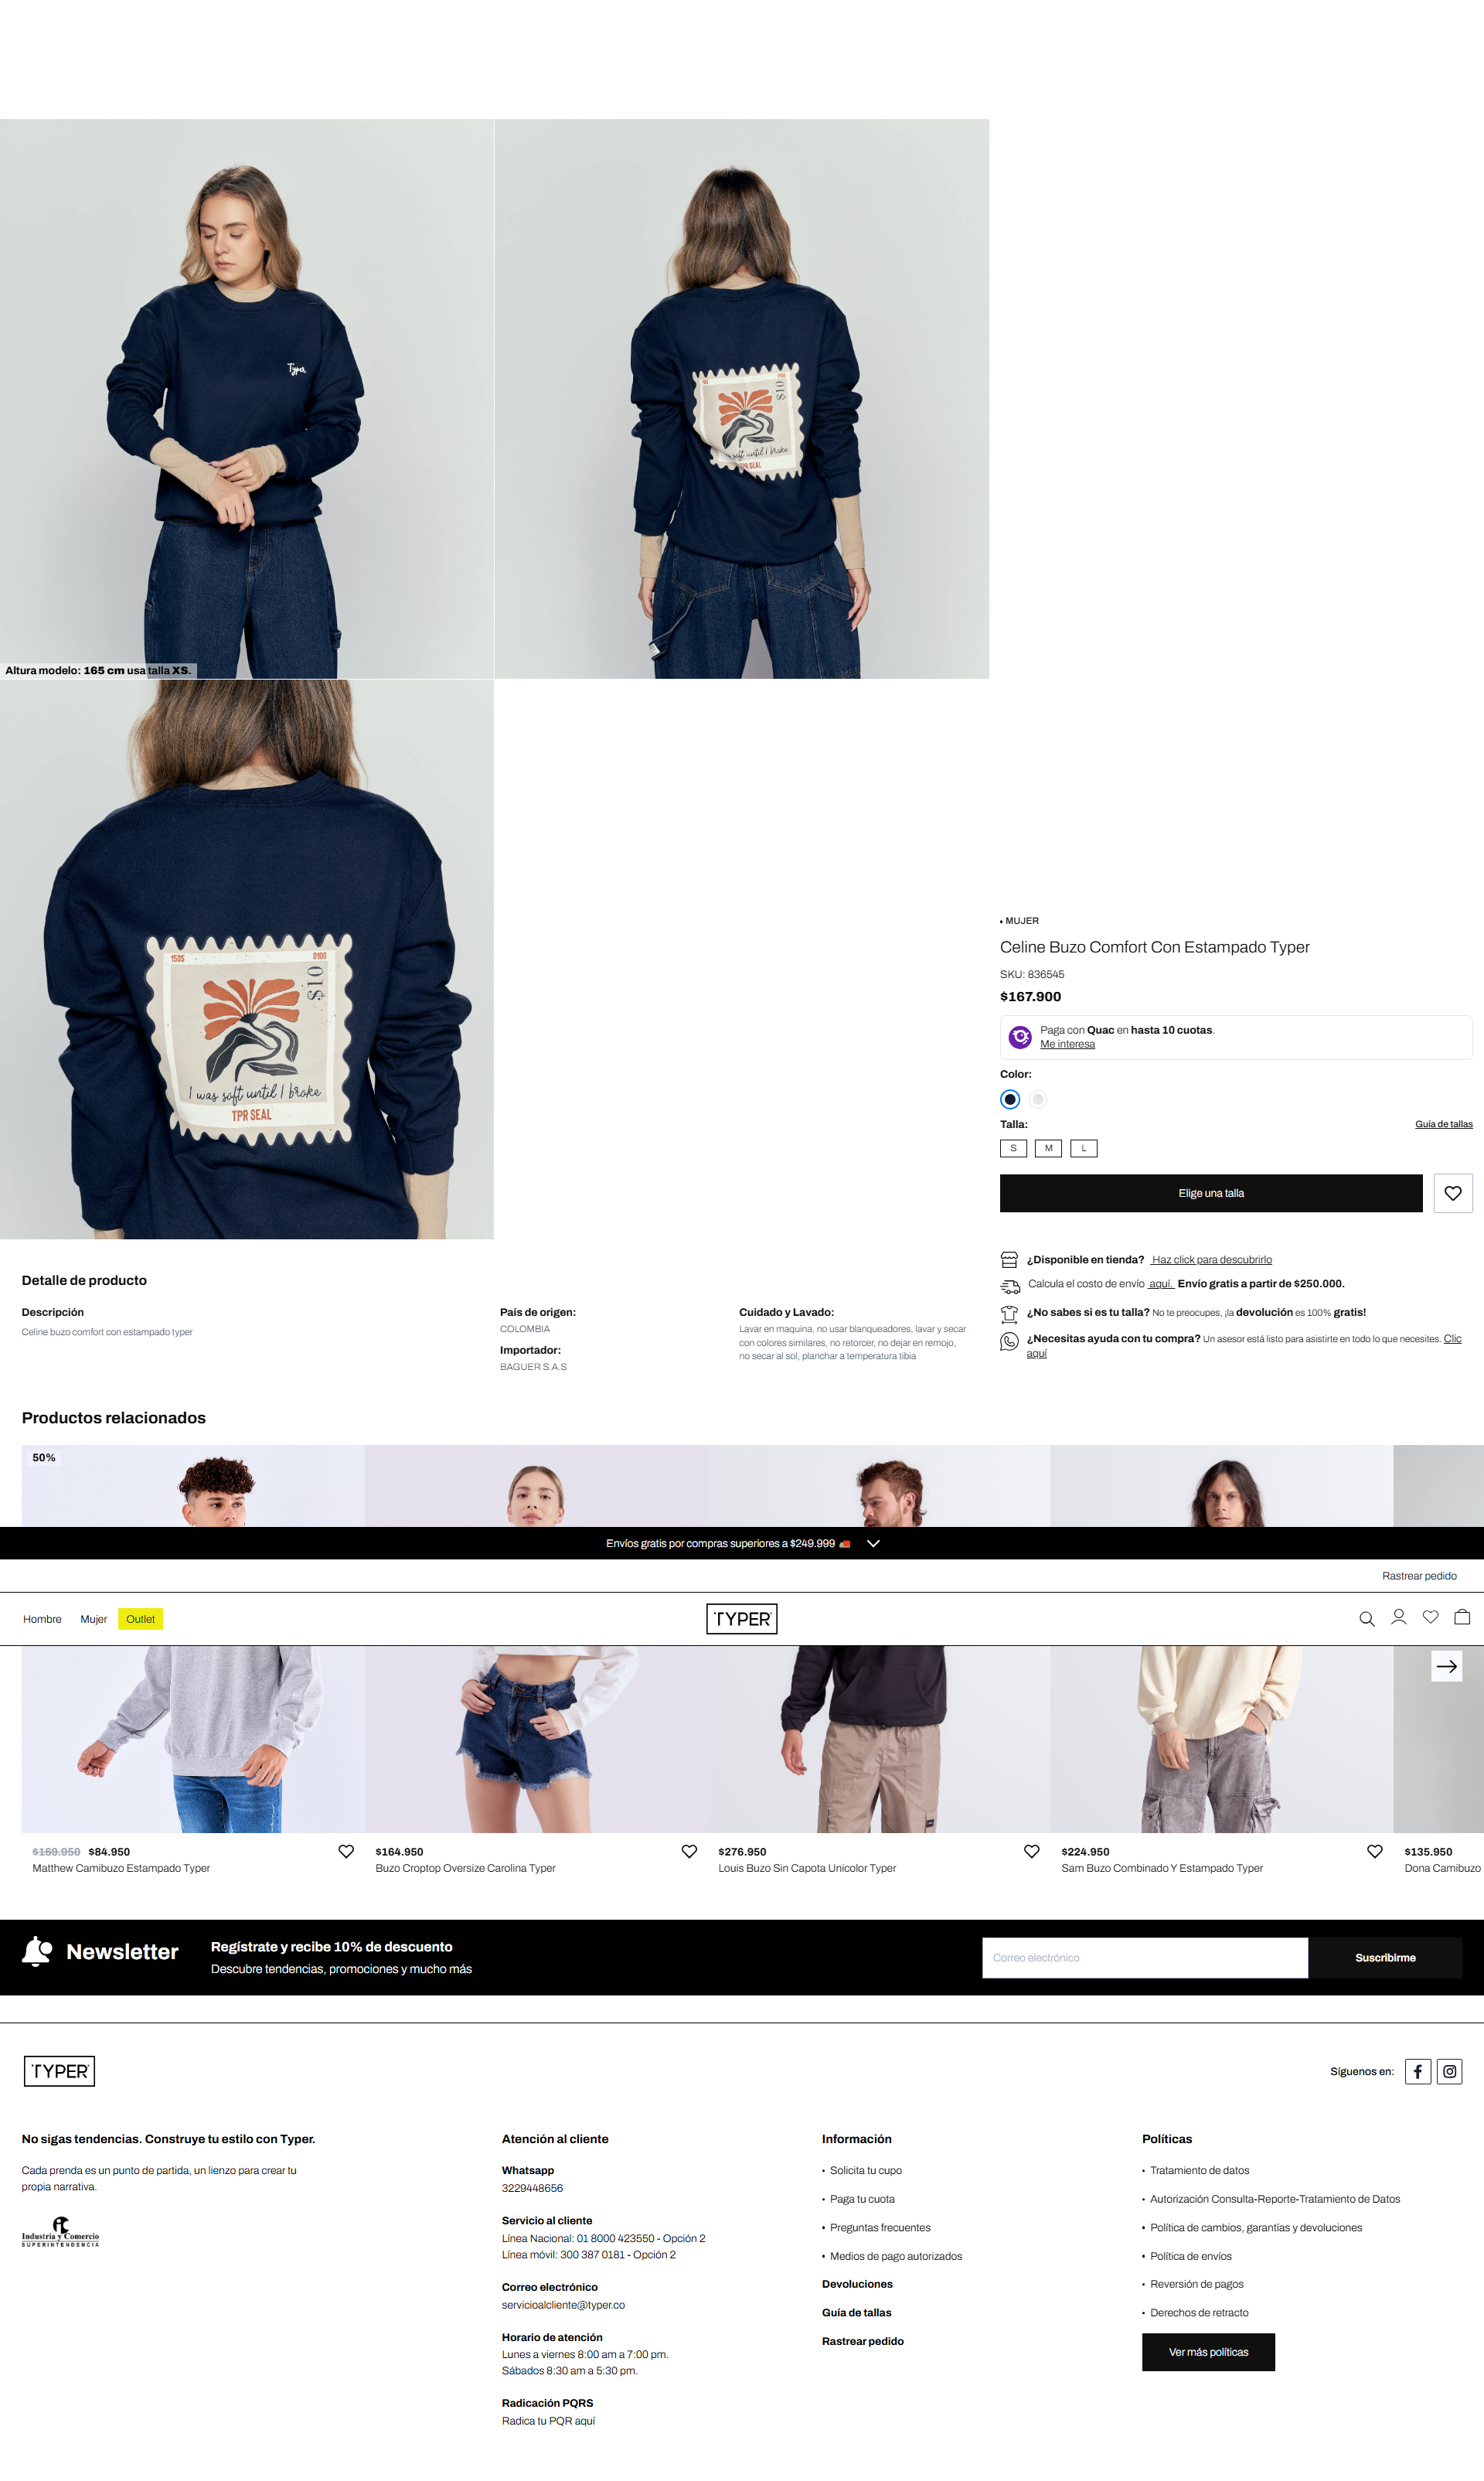 Typer
$10
s soft until I broke
TPR SEAL
Altura modelo: 165 cm usa talla XS.
1505
0100
$10
I was soft until I broke
TPR SEAL
• MUJER
Celine Buzo Comfort Con Estampado Typer
SKU: 836545
$167.900
Paga con Quac en hasta 10 cuotas.
Me interesa
Color:
Talla:
Guía de tallas
S
M
L
Elige una talla
¿Disponible en tienda? Haz click para descubrirlo
Calcula el costo de envío aquí. Envío gratis a partir de $250.000.
¿No sabes si es tu talla? No te preocupes, ¡la devolución es 100% gratis!
¿Necesitas ayuda con tu compra? Un asesor está listo para asistirte en todo lo que necesites. Clic
aquí
Detalle de producto
Descripción
Celine buzo comfort con estampado typer
País de origen:
COLOMBIA
Importador:
BAGUER S.A.S
Cuidado y Lavado:
Lavar en maquina, no usar blanqueadores, lavar y secar
con colores similares, no retorcer, no dejar en remojo,
no secar al sol, planchar a temperatura tibia
Productos relacionados
50%
Envíos gratis por compras superiores a $249.999
Rastrear pedido
Hombre
Mujer
Outlet
TYPER
$169.950 $84.950
Matthew Camibuzo Estampado Typer
$164.950
Buzo Croptop Oversize Carolina Typer
$276.950
Louis Buzo Sin Capota Unicolor Typer
$224.950
Sam Buzo Combinado Y Estampado Typer
$135.950
Dona Camibuzo
Newsletter
Regístrate y recibe 10% de descuento
Descubre tendencias, promociones y mucho más
Correo electrónico
Suscribirme
TYPER
Síguenos en:
No sigas tendencias. Construye tu estilo con Typer.
Cada prenda es un punto de partida, un lienzo para crear tu
propia narrativa.
Industria y Comercio
SUPERINTENDENCIA
Atención al cliente
Whatsapp
3229448656
Servicio al cliente
Línea Nacional: 01 8000 423550 - Opción 2
Línea móvil: 300 387 0181 - Opción 2
Correo electrónico
servicioalcliente@typer.co
Horario de atención
Lunes a viernes 8:00 am a 7:00 pm.
Sábados 8:30 am a 5:30 pm.
Radicación PQRS
Radica tu PQR aquí
Información
• Solicita tu cupo
• Paga tu cuota
• Preguntas frecuentes
• Medios de pago autorizados
Devoluciones
Guía de tallas
Rastrear pedido
Políticas
• Tratamiento de datos
• Autorización Consulta-Reporte-Tratamiento de Datos
• Política de cambios, garantías y devoluciones
• Política de envíos
• Reversión de pagos
• Derechos de retracto
Ver más políticas